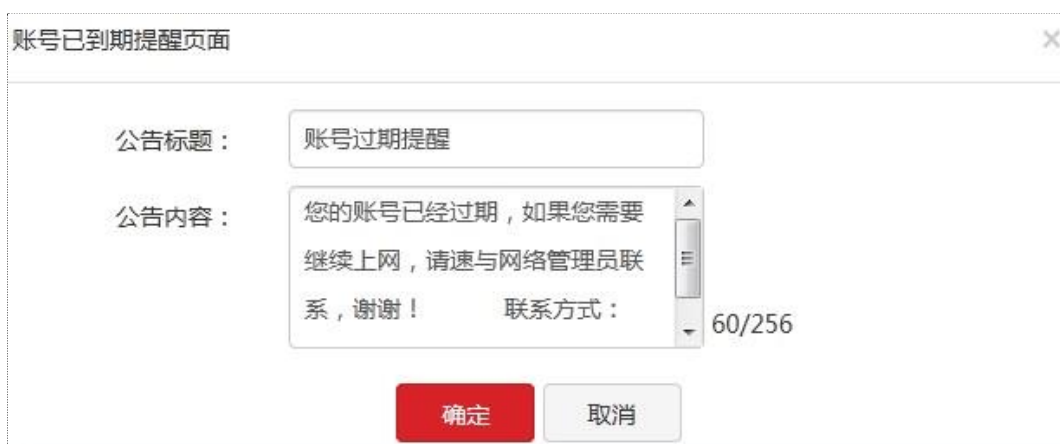 账号已到期提醒页面
×
公告标题：
账号过期提醒
公告内容：
您的账号已经过期，如果您需要
继续上网，请速与网络管理员联
系，谢谢！ 联系方式：
60/256
确定 取消